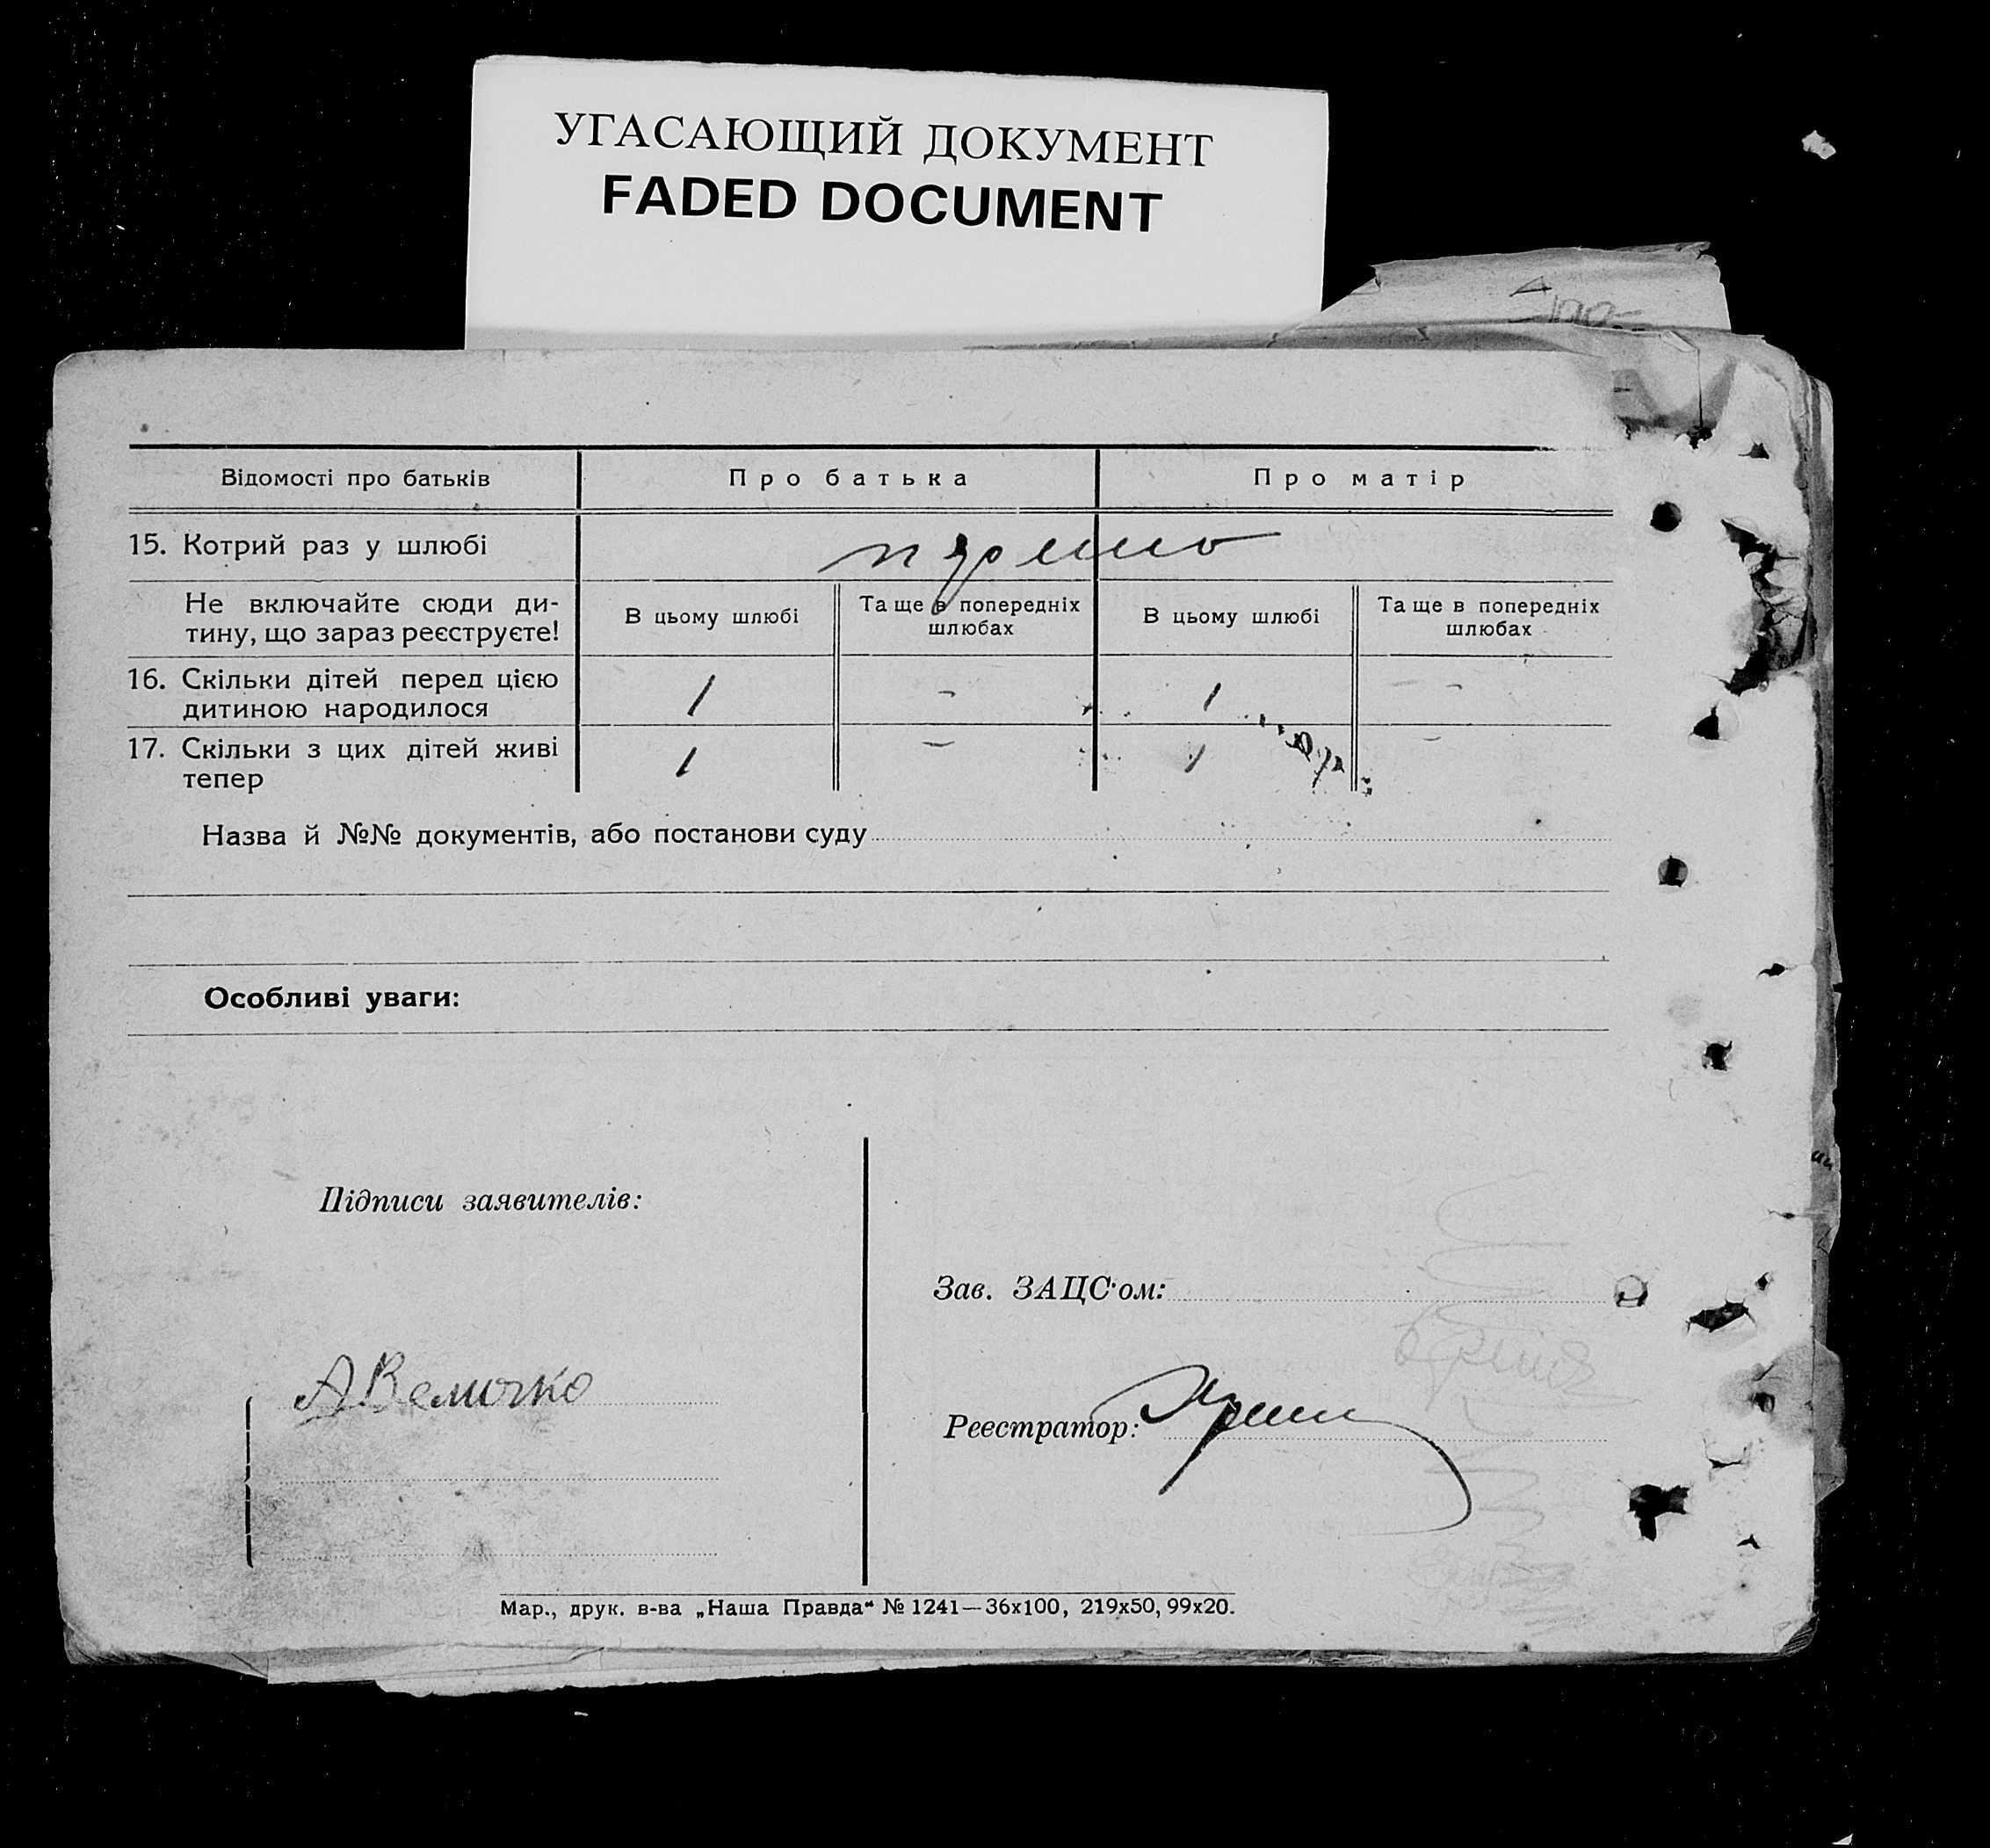 УГАСАЮЩИЙ ДОКУМЕНТ
FADED DOCUMENT
Відомості про батьків
Про батька
Про матір
15. Котрий раз у шлюбі
Не включайте сюди ди-
тину, що зараз реєструєте!
В цьому шлюбі
Та ще в попередніх
шлюбах
В цьому шлюбі
Та ще в попередніх
шлюбах
16. Скільки дітей перед цією
дитиною народилося
1 - 1 -
17. Скільки з цих дітей живі
тепер
1 - 1 -
Назва й №№ документів, або постанови суду
Особливі уваги:
Підписи заявителів:
Зав. ЗАЦС'ом:
АВеличко
Реєстратор:
Мар., друк. в-ва „Наша Правда“ № 1241—36х100, 219х50, 99х20.